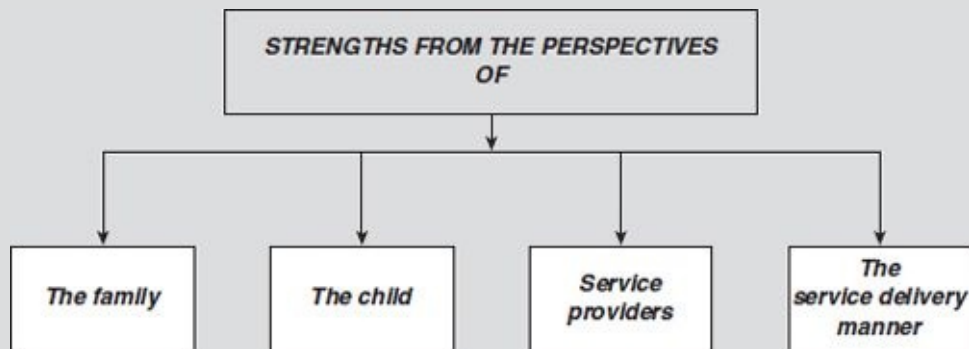 STRENGTHS FROM THE PERSPECTIVES
OF
The family
The child
Service
providers
The
service delivery
manner